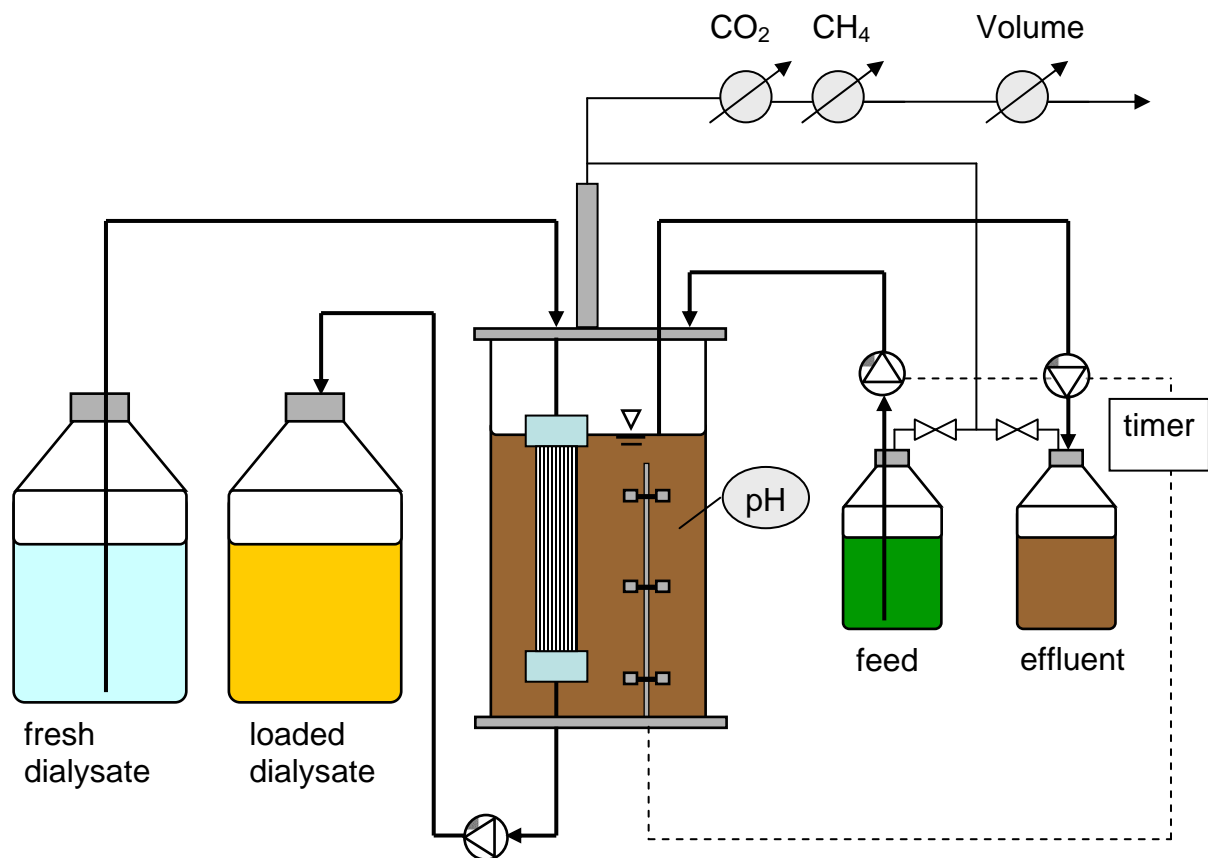 CO₂ CH₄ Volume
timer
pH
feed effluent
fresh loaded
dialysate dialysate